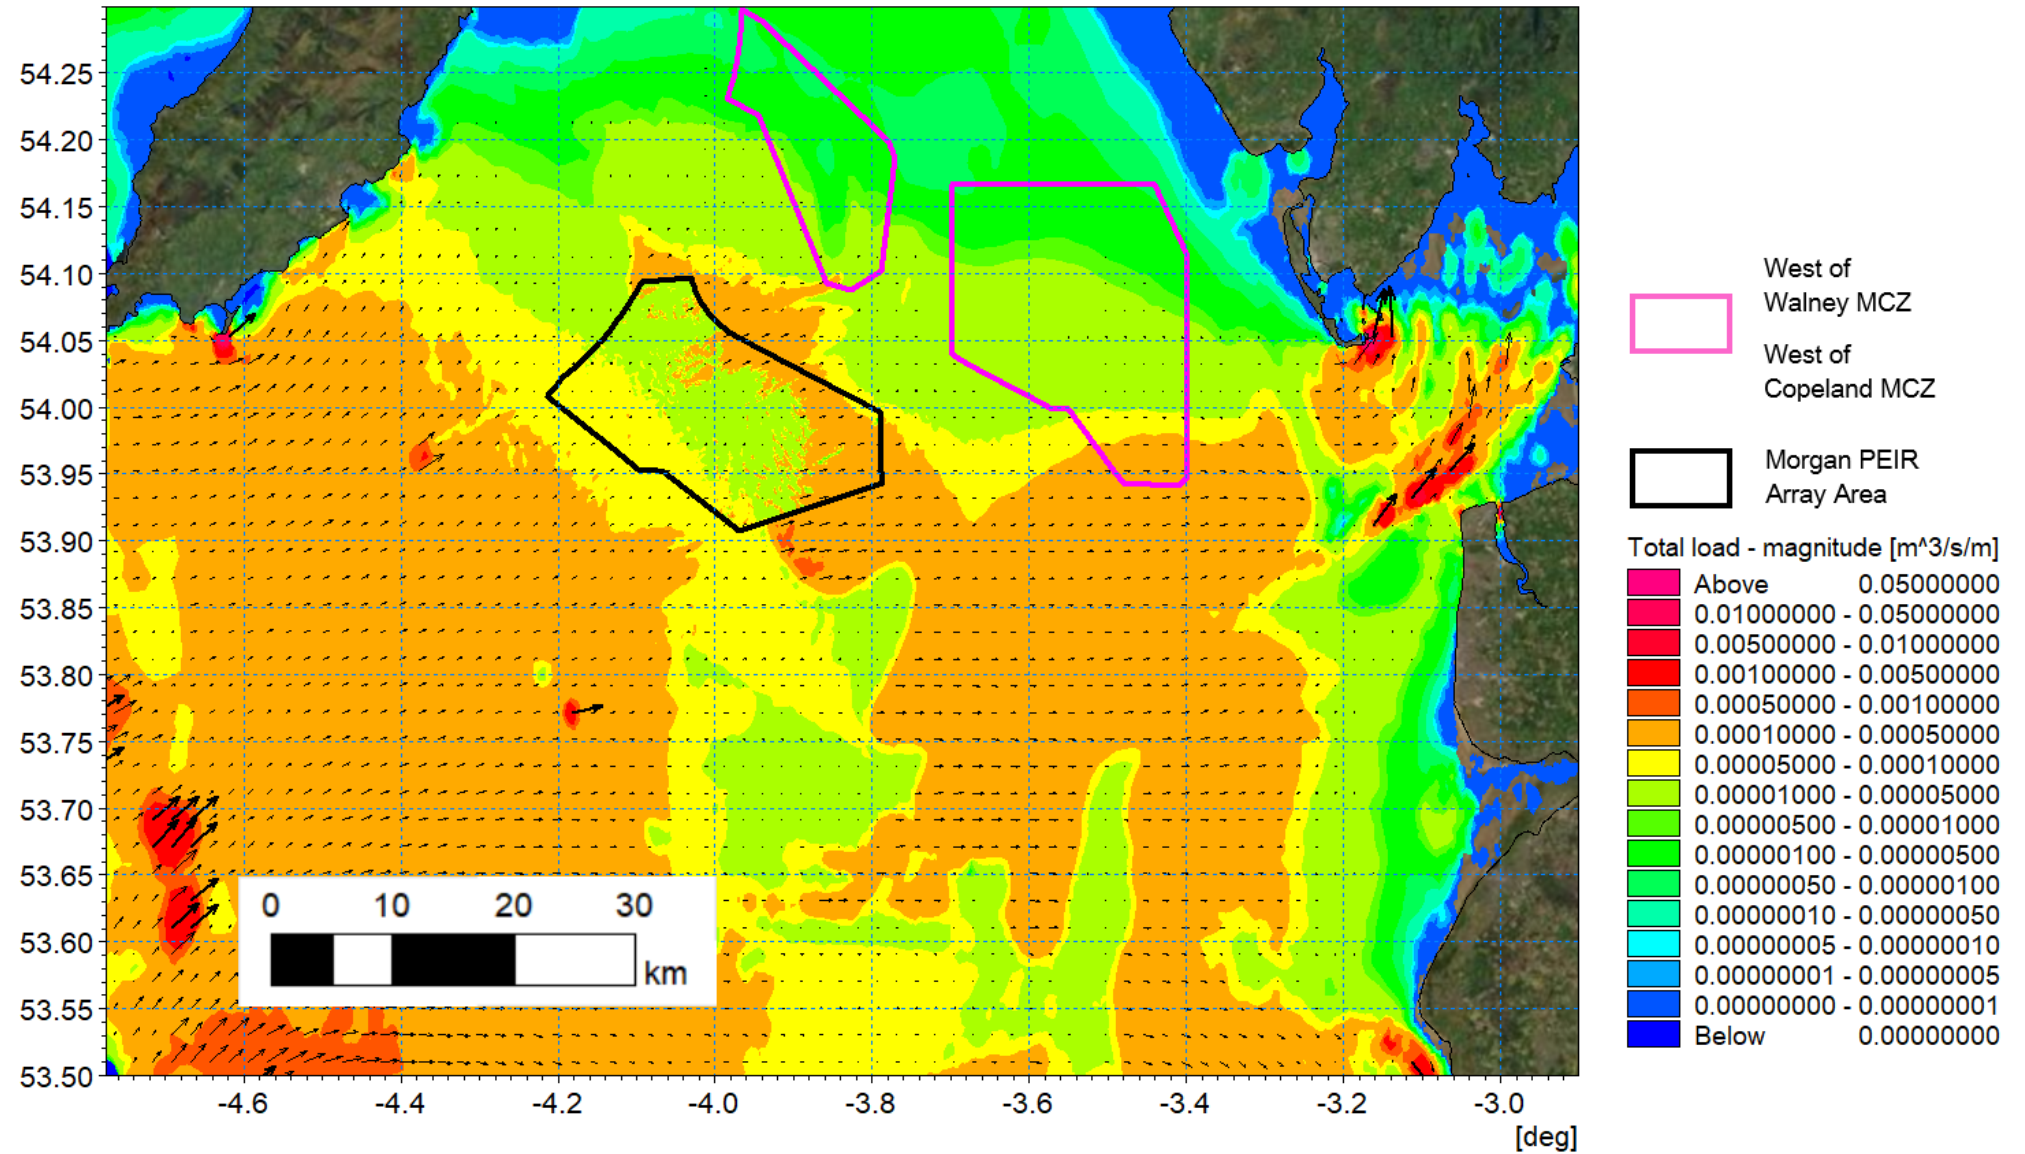 54.25
54.20
54.15
54.10
54.05
54.00
53.95
53.90
53.85
53.80
53.75
53.70
53.65
53.60
53.55
53.50
0 10 20 30
km
-4.6 -4.4 -4.2 -4.0 -3.8 -3.6 -3.4 -3.2 -3.0
[deg]
West of
Walney MCZ
West of
Copeland MCZ
Morgan PEIR
Array Area
Total load - magnitude [m^3/s/m]
Above 0.05000000
0.01000000 - 0.05000000
0.00500000 - 0.01000000
0.00100000 - 0.00500000
0.00050000 - 0.00100000
0.00010000 - 0.00050000
0.00005000 - 0.00010000
0.00001000 - 0.00005000
0.00000500 - 0.00001000
0.00000100 - 0.00000500
0.00000050 - 0.00000100
0.00000010 - 0.00000050
0.00000005 - 0.00000010
0.00000001 - 0.00000005
0.00000000 - 0.00000001
Below 0.00000000